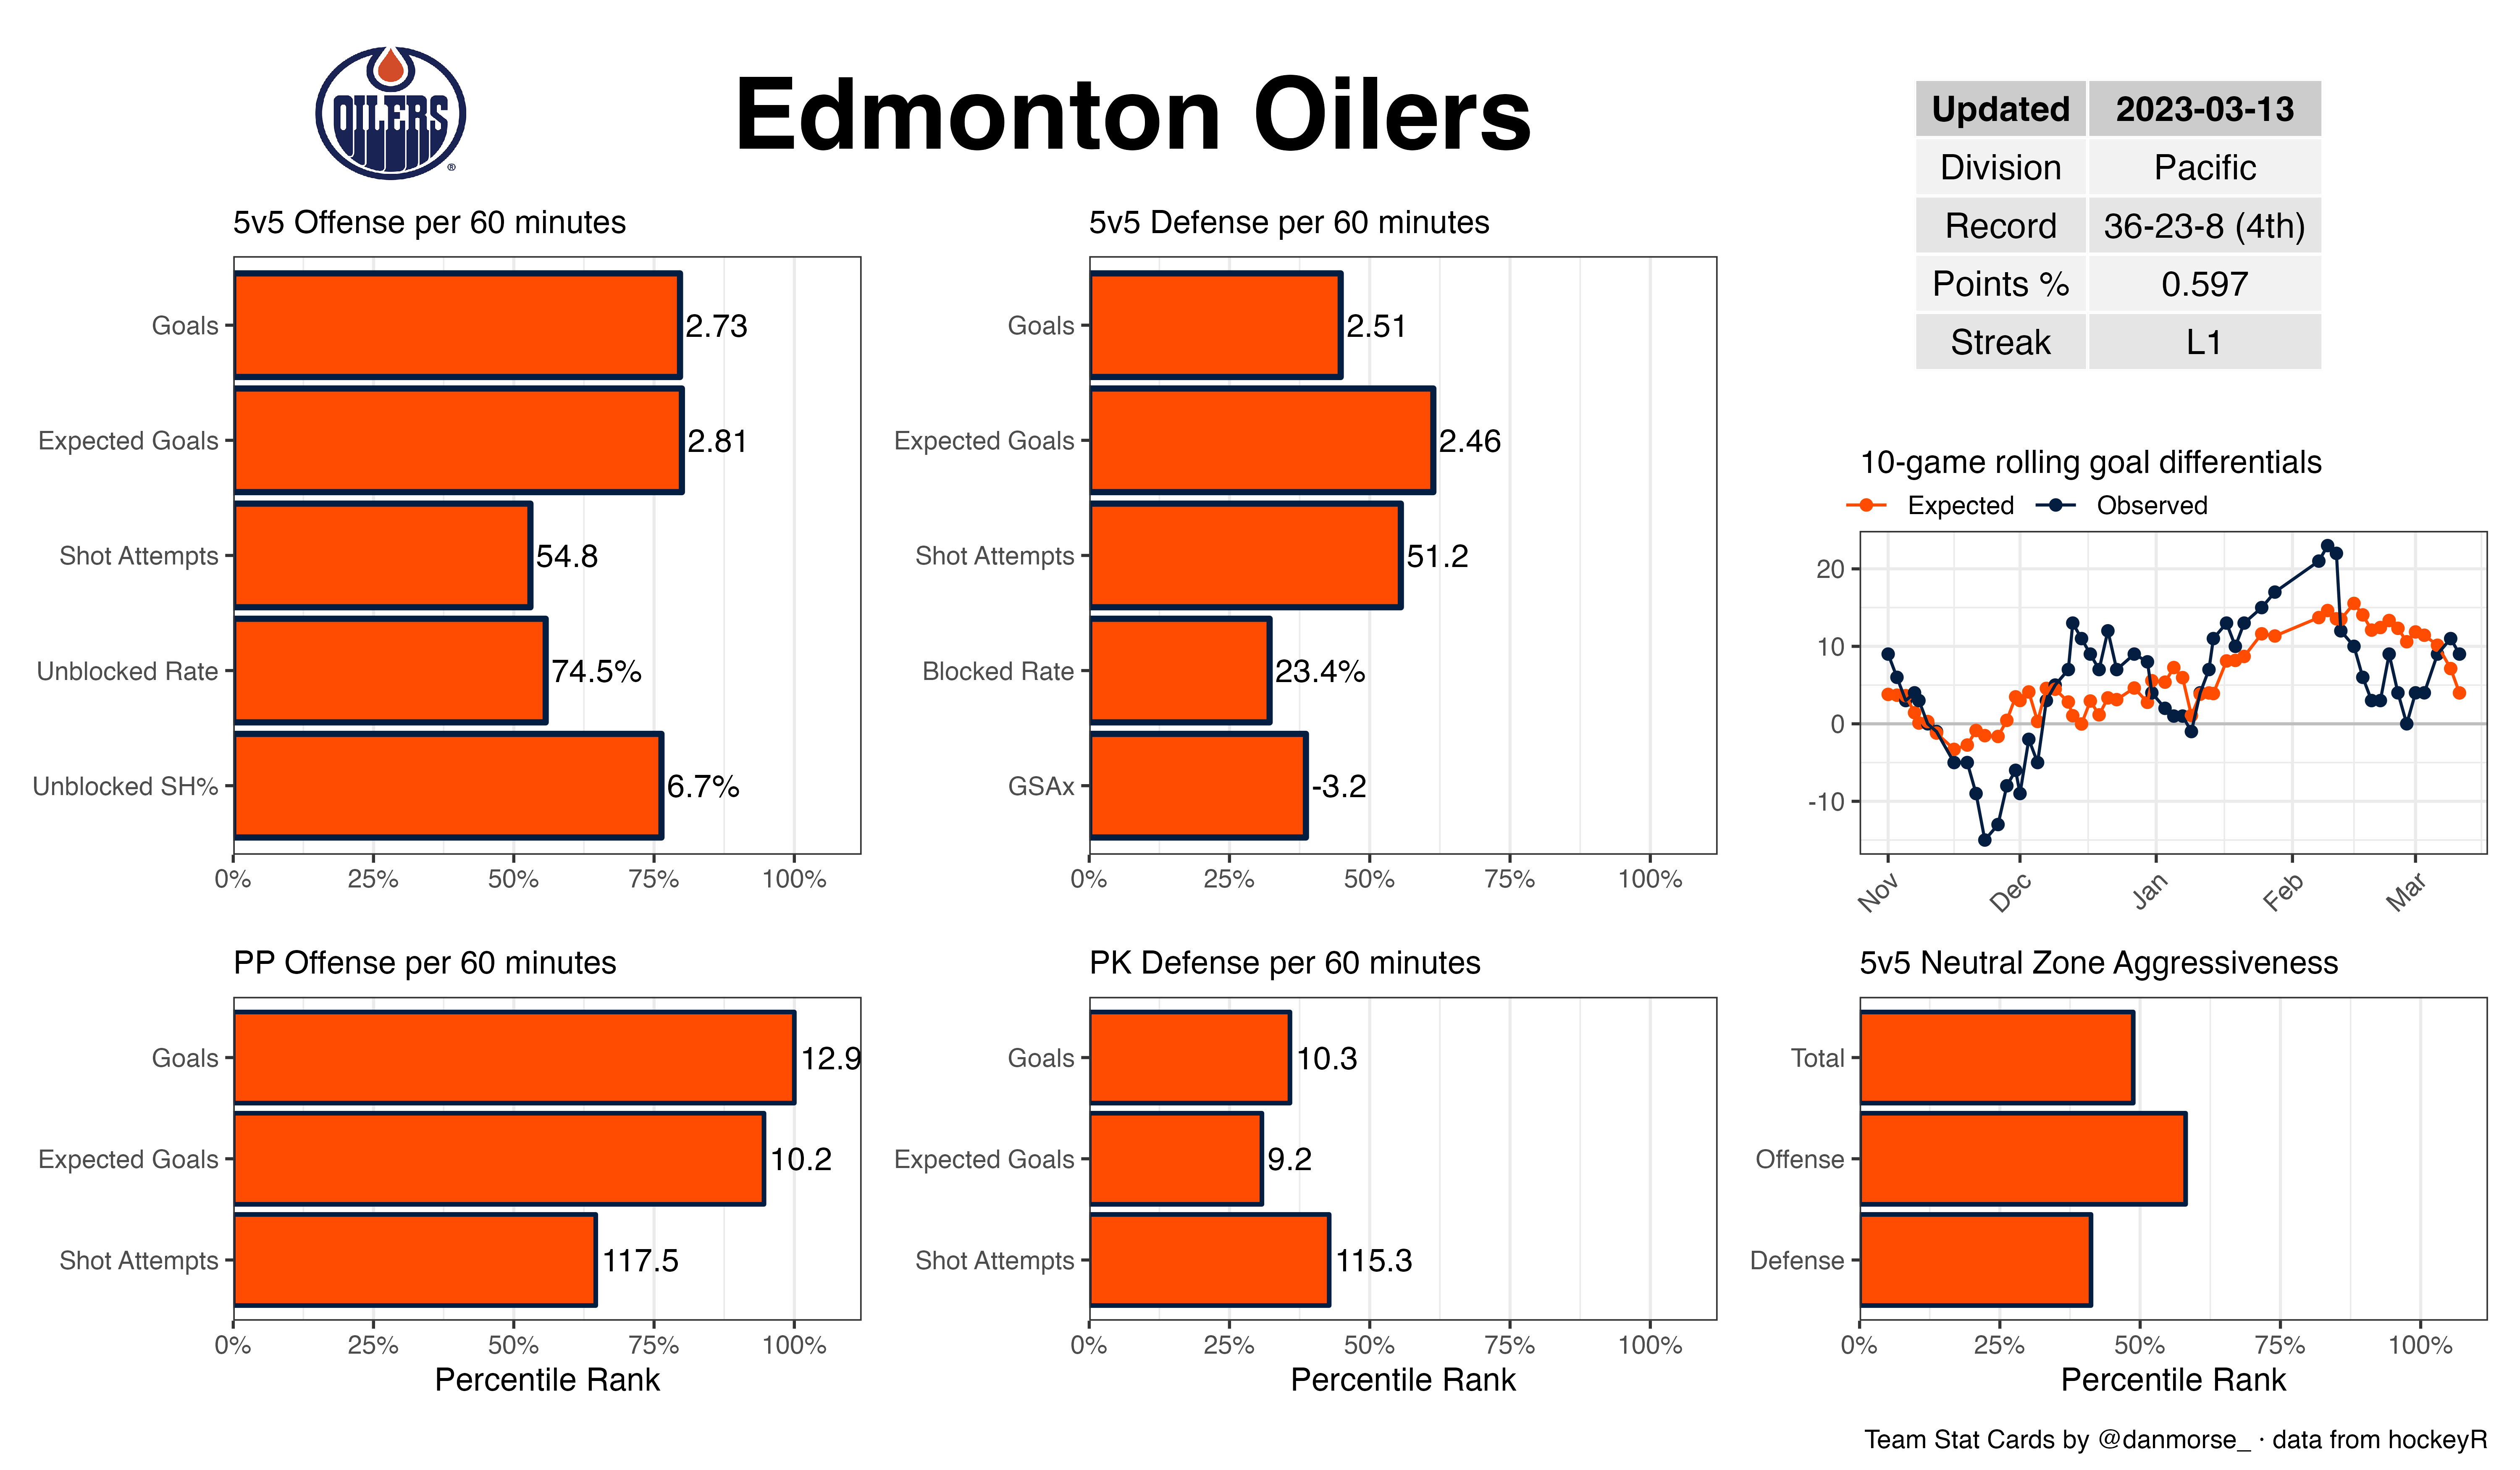 OILERS
®
Edmonton Oilers
Updated 2023-03-13
Division Pacific
Record 36-23-8 (4th)
Points % 0.597
Streak L1
5v5 Offense per 60 minutes
Goals 2.73
Expected Goals 2.81
Shot Attempts 54.8
Unblocked Rate 74.5%
Unblocked SH% 6.7%
0% 25% 50% 75% 100%
5v5 Defense per 60 minutes
Goals 2.51
Expected Goals 2.46
Shot Attempts 51.2
Blocked Rate 23.4%
GSAx -3.2
0% 25% 50% 75% 100%
10-game rolling goal differentials
Expected Observed
20
10
0
-10
Nov Dec Jan Feb Mar
PP Offense per 60 minutes
Goals 12.9
Expected Goals 10.2
Shot Attempts 117.5
0% 25% 50% 75% 100%
Percentile Rank
PK Defense per 60 minutes
Goals 10.3
Expected Goals 9.2
Shot Attempts 115.3
0% 25% 50% 75% 100%
Percentile Rank
5v5 Neutral Zone Aggressiveness
Total
Offense
Defense
0% 25% 50% 75% 100%
Percentile Rank
Team Stat Cards by @danmorse_ · data from hockeyR